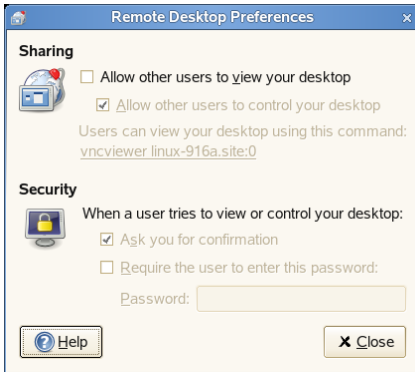 Remote Desktop Preferences
Sharing
Allow other users to view your desktop
Allow other users to control your desktop
Users can view your desktop using this command:
vncviewer linux-916a.site:0
Security
When a user tries to view or control your desktop:
Ask you for confirmation
Require the user to enter this password:
Password:
Help
Close